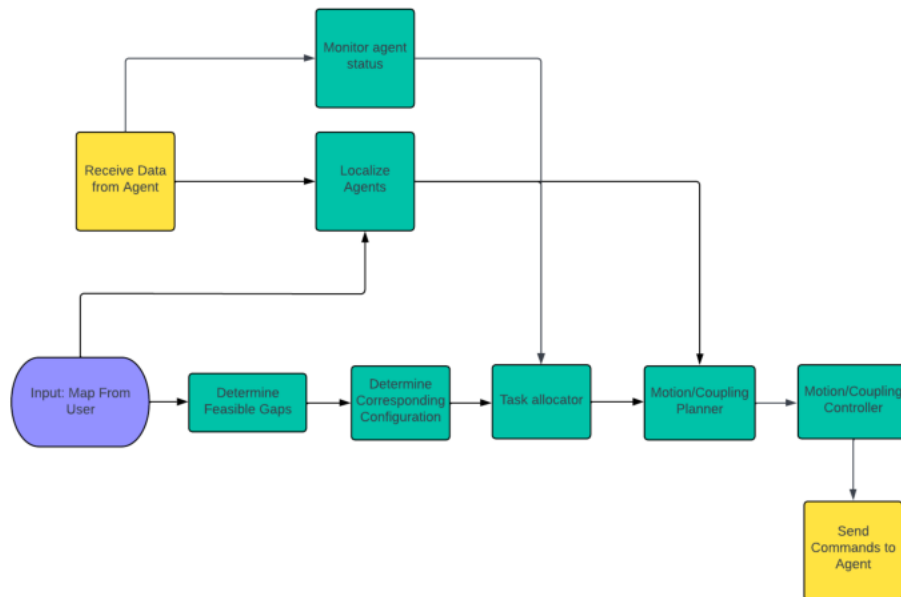 Monitor agent
status
Receive Data
from Agent
Localize
Agents
Input: Map From
User
Determine
Feasible Gaps
Determine
Corresponding
Configuration
Task allocator
Motion/Coupling
Planner
Motion/Coupling
Controller
Send
Commands to
Agent